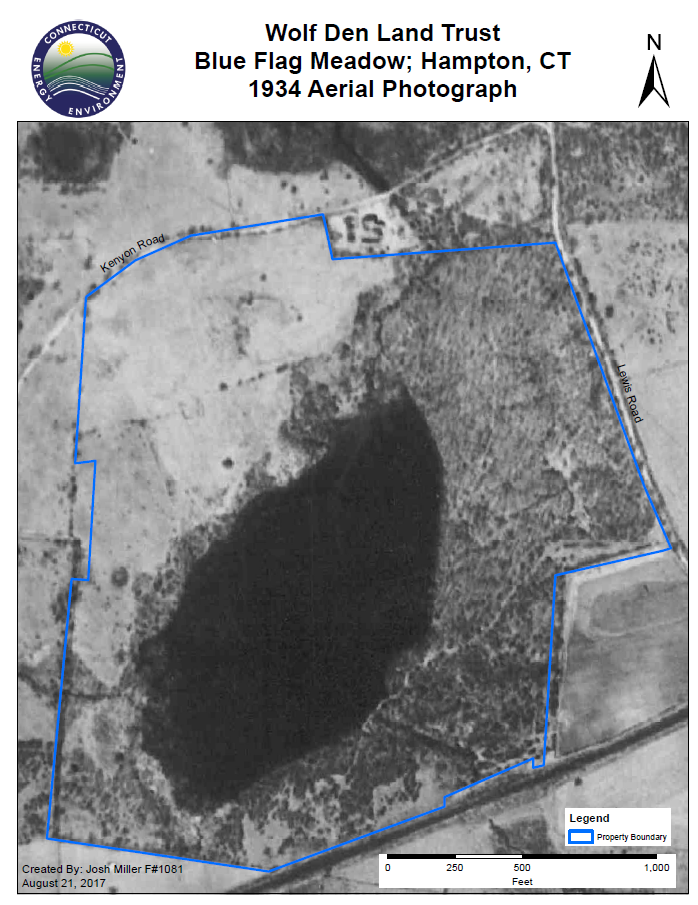 CONNECTICUT
ENERGY
ENVIRONMENT
Wolf Den Land Trust
Blue Flag Meadow; Hampton, CT
1934 Aerial Photograph
N
Kenyon Road
Lewis Road
Legend
Property Boundary
Created By: Josh Miller F#1081
August 21, 2017
0 250 500 1,000
Feet